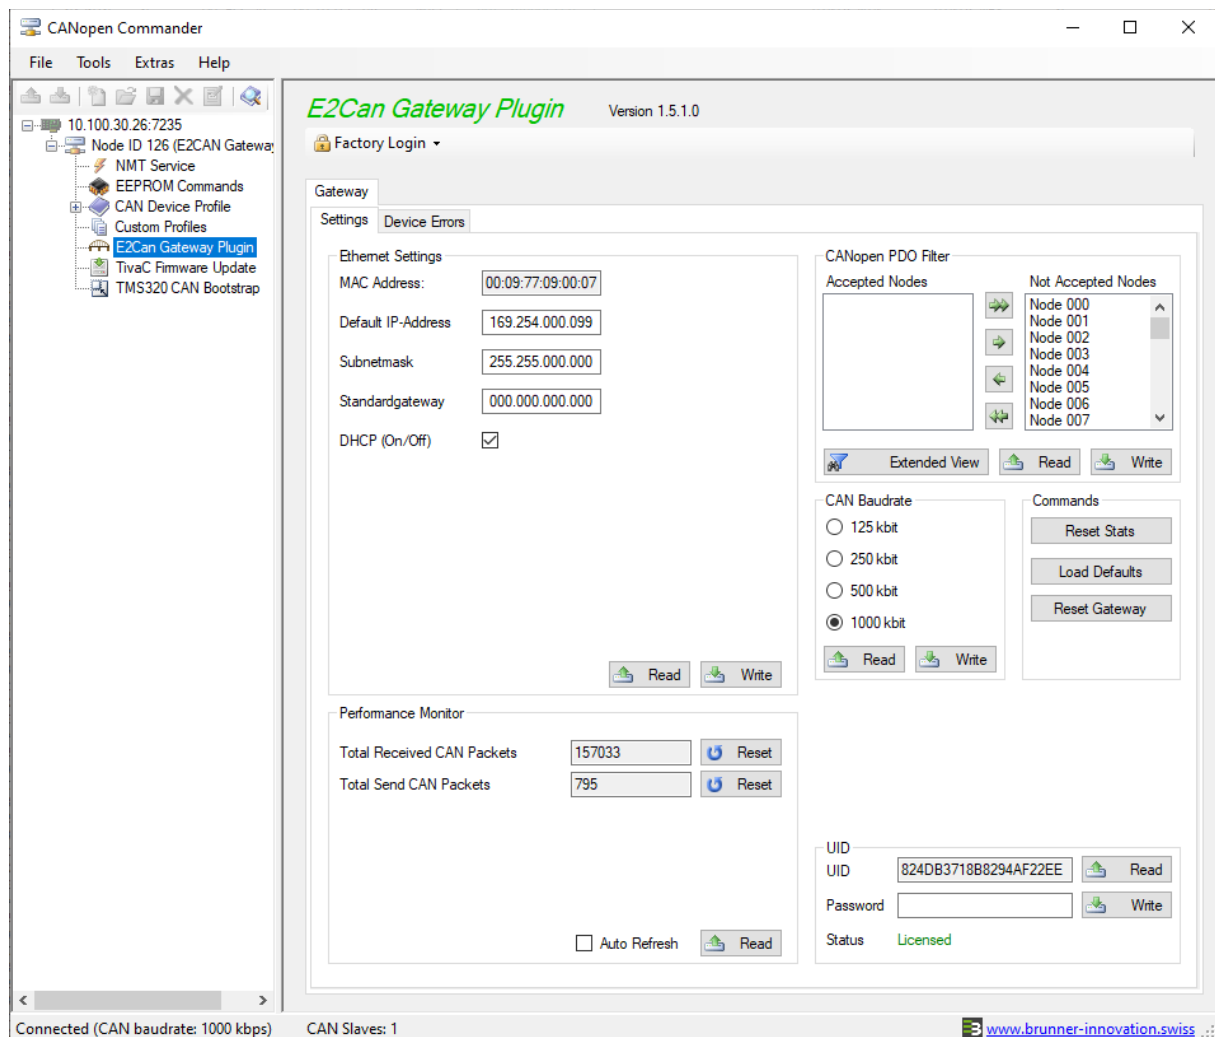 CANopen Commander
File Tools Extras Help
10.100.30.26:7235
Node ID 126 (E2CAN Gateway
NMT Service
EEPROM Commands
CAN Device Profile
Custom Profiles
E2Can Gateway Plugin
TivaC Firmware Update
TMS320 CAN Bootstrap
E2Can Gateway Plugin Version 1.5.1.0
Factory Login
Gateway
Settings Device Errors
Ethernet Settings
MAC Address: 00:09:77:09:00:07
Default IP-Address 169.254.000.099
Subnetmask 255.255.000.000
Standardgateway 000.000.000.000
DHCP (On/Off)
Read Write
Performance Monitor
Total Received CAN Packets 157033 Reset
Total Send CAN Packets 795 Reset
Auto Refresh Read
CANopen PDO Filter
Accepted Nodes Not Accepted Nodes
Node 000
Node 001
Node 002
Node 003
Node 004
Node 005
Node 006
Node 007
Extended View Read Write
CAN Baudrate
125 kbit
250 kbit
500 kbit
1000 kbit
Read Write
Commands
Reset Stats
Load Defaults
Reset Gateway
UID
UID 824DB3718B8294AF22EE Read
Password Write
Status Licensed
Connected (CAN baudrate: 1000 kbps) CAN Slaves: 1 www.brunner-innovation.swiss